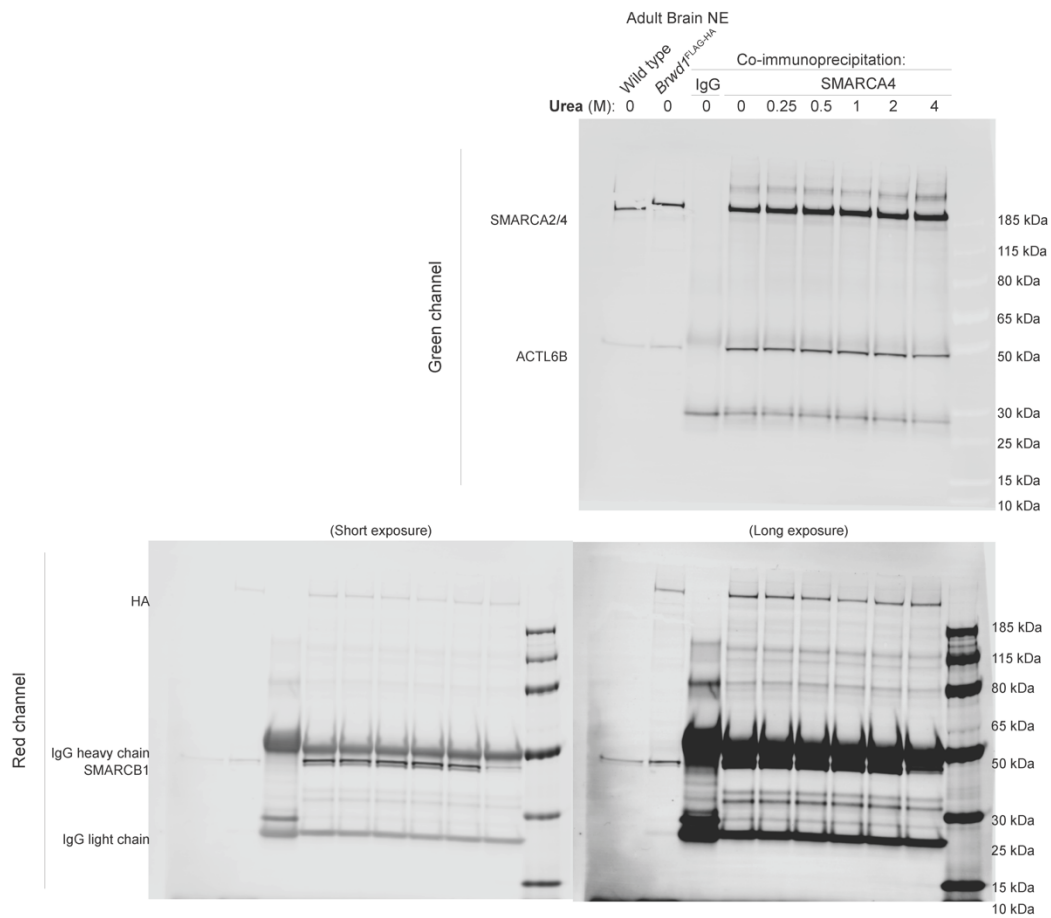 Adult Brain NE
Wild type
Brwd1FLAG-HA
Co-immunoprecipitation:
IgG
SMARCA4
Urea (M): 0 0 0 0 0.25 0.5 1 2 4
Green channel
SMARCA2/4
ACTL6B
185 kDa
115 kDa
80 kDa
65 kDa
50 kDa
30 kDa
25 kDa
15 kDa
10 kDa
(Short exposure)
(Long exposure)
Red channel
HA
IgG heavy chain
SMARCB1
IgG light chain
185 kDa
115 kDa
80 kDa
65 kDa
50 kDa
30 kDa
25 kDa
15 kDa
10 kDa